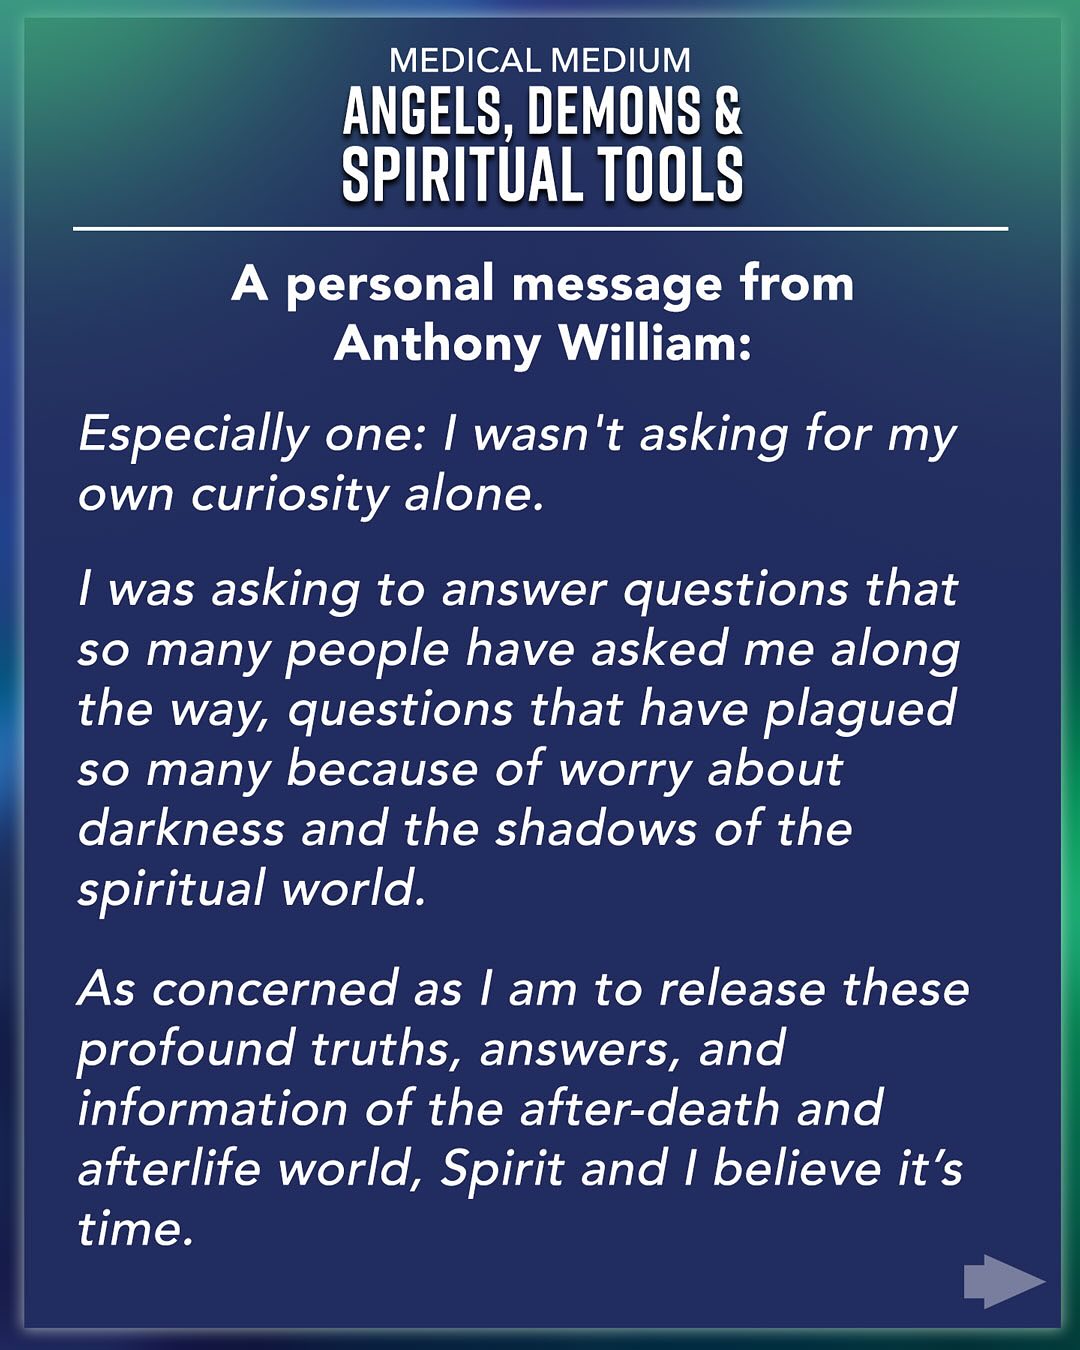 MEDICAL MEDIUM
ANGELS, DEMONS &
SPIRITUAL TOOLS
A personal message from
Anthony William:
Especially one: I wasn't asking for my
own curiosity alone.
I was asking to answer questions that
so many people have asked me along
the way, questions that have plagued
so many because of worry about
darkness and the shadows of the
spiritual world.
As concerned as I am to release these
profound truths, answers, and
information of the after-death and
afterlife world, Spirit and I believe it’s
time.